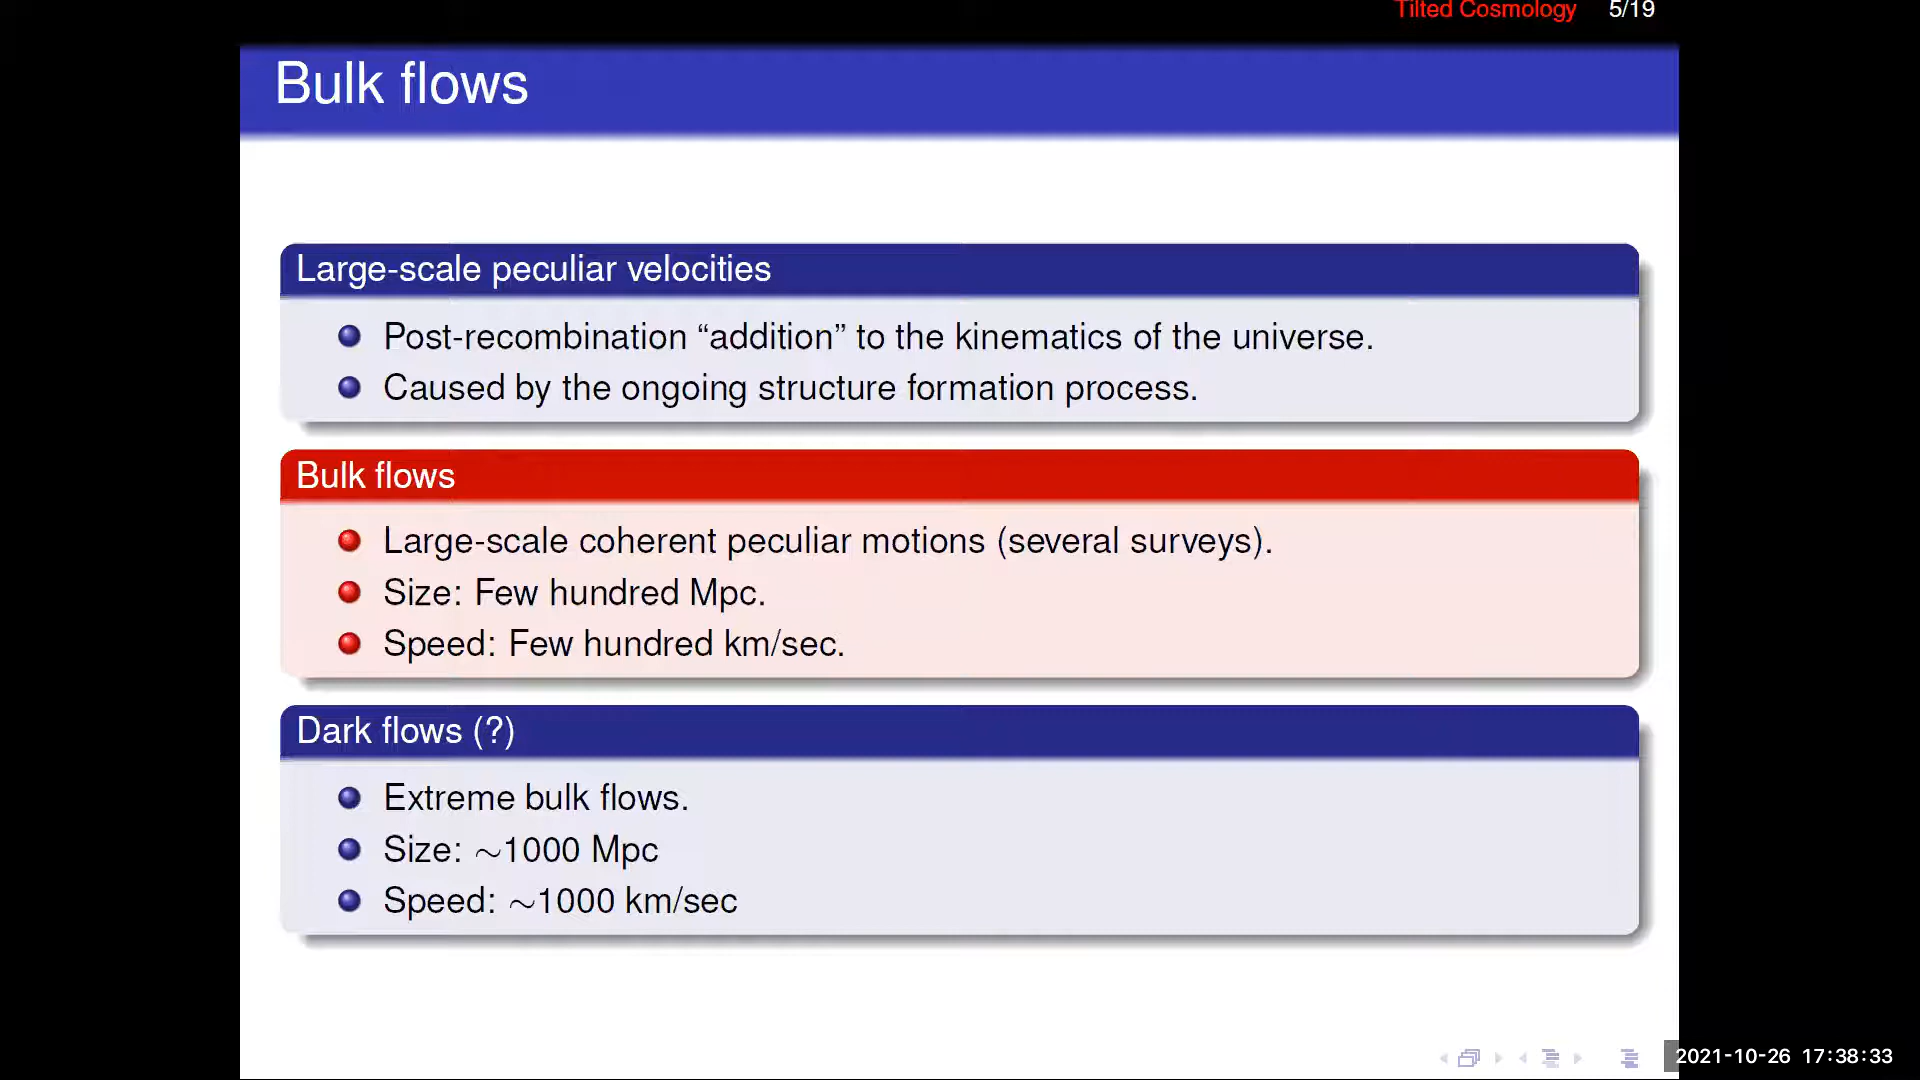 Tilted Cosmology 5/19
Bulk flows
Large-scale peculiar velocities
Post-recombination “addition” to the kinematics of the universe.
Caused by the ongoing structure formation process.
Bulk flows
Large-scale coherent peculiar motions (several surveys).
Size: Few hundred Mpc.
Speed: Few hundred km/sec.
Dark flows (?)
Extreme bulk flows.
Size: ∼1000 Mpc
Speed: ∼1000 km/sec
2021-10-26 17:38:33